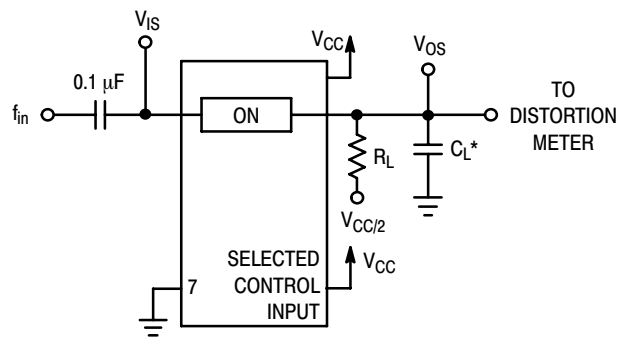 V_IS
V_CC
V_OS
0.1 μF
f_in
ON
TO
DISTORTION
METER
R_L
C_L*
V_CC/2
7
SELECTED
CONTROL
INPUT
V_CC